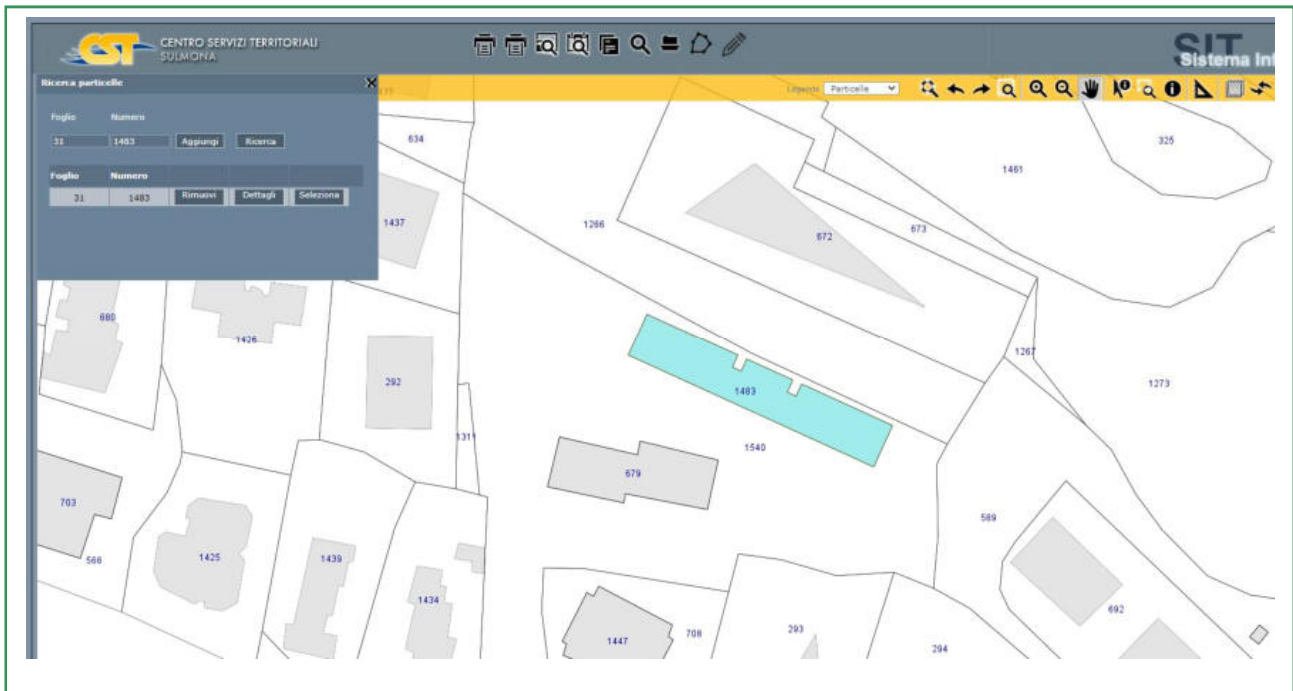 CST CENTRO SERVIZI TERRITORIALI
SULMONA
SIT
Sistema Inf
Ricerca particelle
Legenda Particelle
Foglio Numero
31 1483 Aggiungi Ricerca
Foglio Numero
31 1483 Rimuovi Dettagli Seleziona
634
325
1461
1437
1266
672
673
680
1426
292
1267
1273
1483
1311
1540
679
703
589
566
1425
1439
1434
692
1447
708
293
294